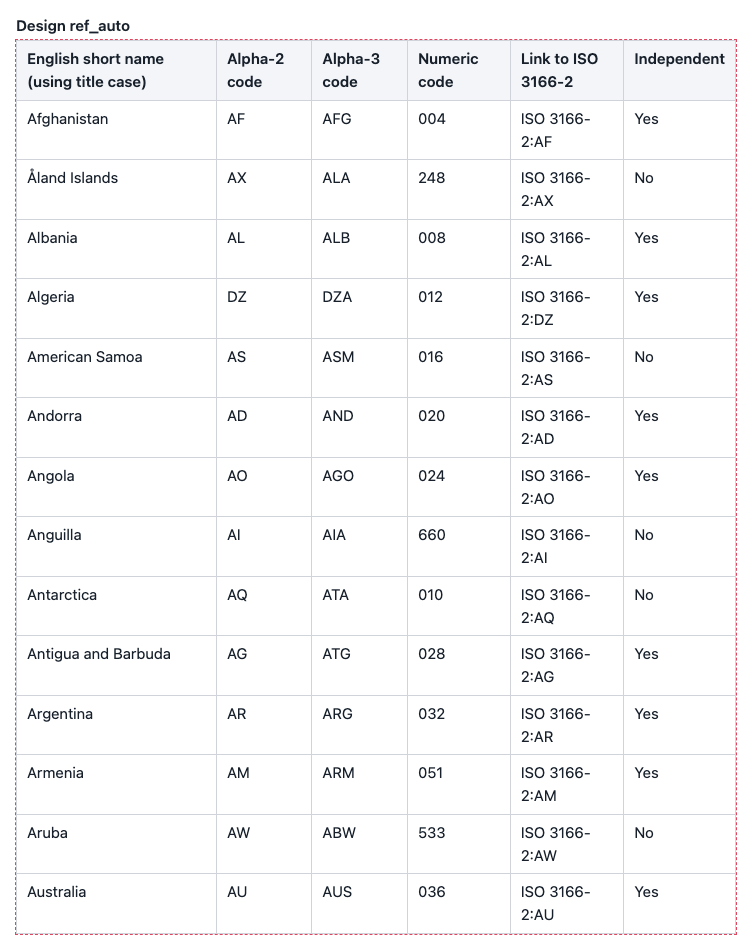 Design ref_auto
English short name (using title case) Alpha-2 code Alpha-3 code Numeric code Link to ISO 3166-2 Independent
Afghanistan AF AFG 004 ISO 3166-2:AF Yes
Åland Islands AX ALA 248 ISO 3166-2:AX No
Albania AL ALB 008 ISO 3166-2:AL Yes
Algeria DZ DZA 012 ISO 3166-2:DZ Yes
American Samoa AS ASM 016 ISO 3166-2:AS No
Andorra AD AND 020 ISO 3166-2:AD Yes
Angola AO AGO 024 ISO 3166-2:AO Yes
Anguilla AI AIA 660 ISO 3166-2:AI No
Antarctica AQ ATA 010 ISO 3166-2:AQ No
Antigua and Barbuda AG ATG 028 ISO 3166-2:AG Yes
Argentina AR ARG 032 ISO 3166-2:AR Yes
Armenia AM ARM 051 ISO 3166-2:AM Yes
Aruba AW ABW 533 ISO 3166-2:AW No
Australia AU AUS 036 ISO 3166-2:AU Yes